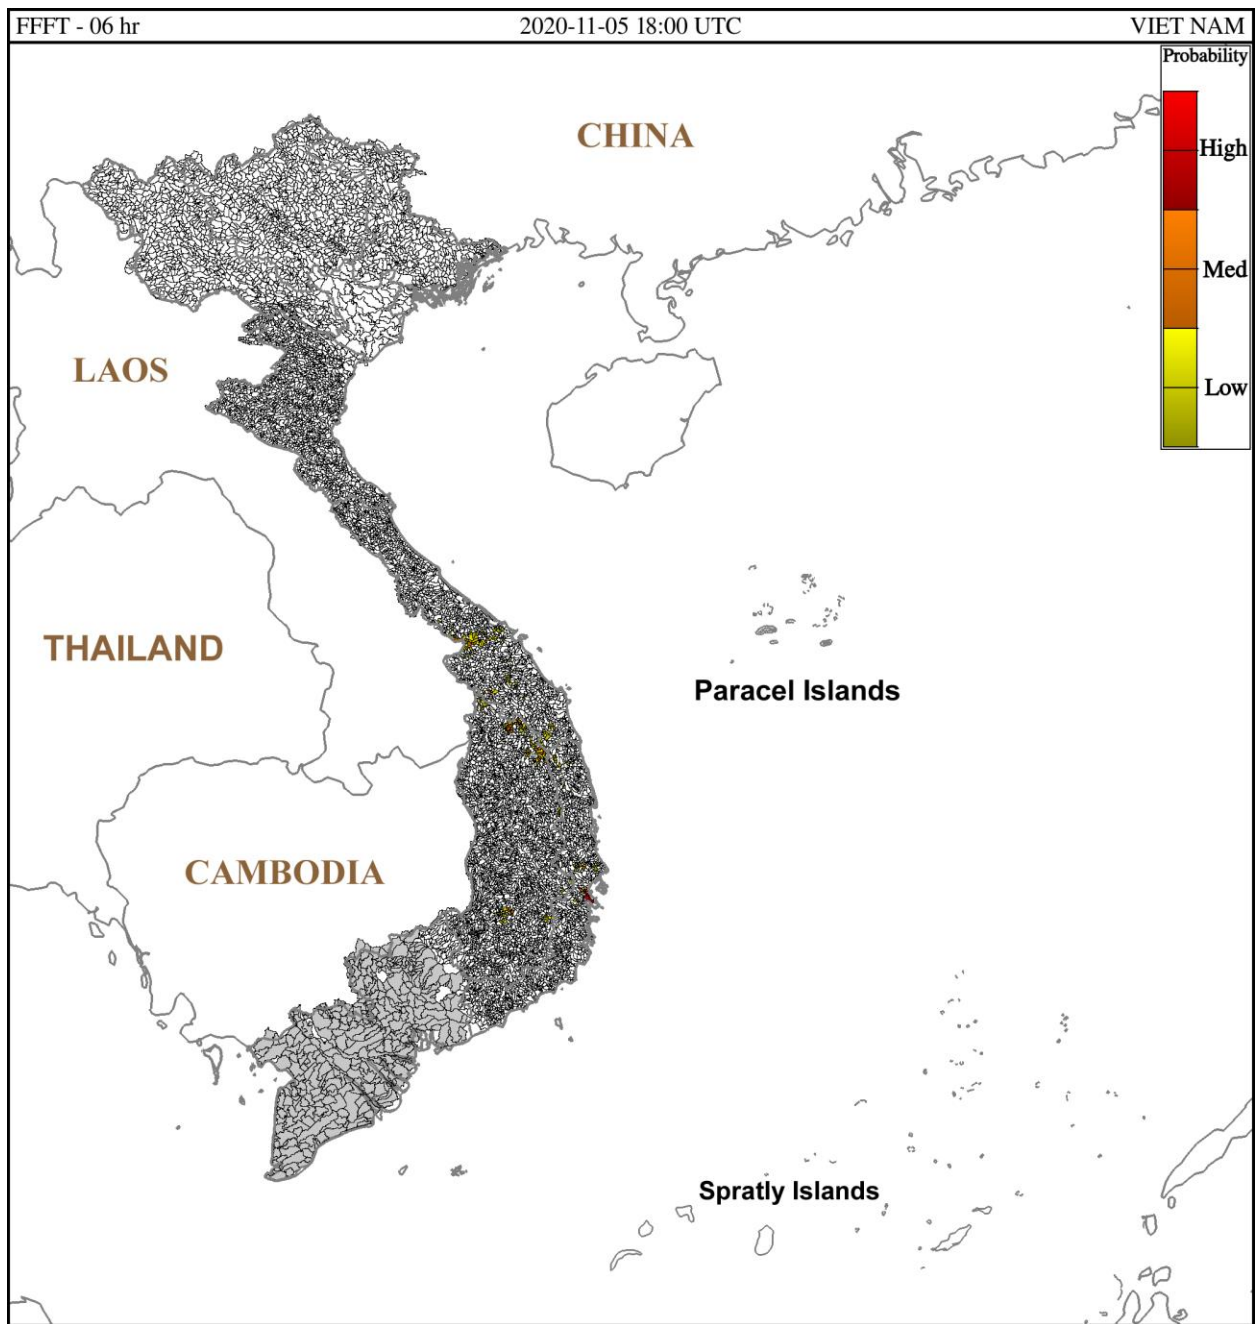 FFFT - 06 hr
2020-11-05 18:00 UTC
VIET NAM
Probability
High
Med
Low
CHINA
LAOS
THAILAND
Paracel Islands
CAMBODIA
Spratly Islands